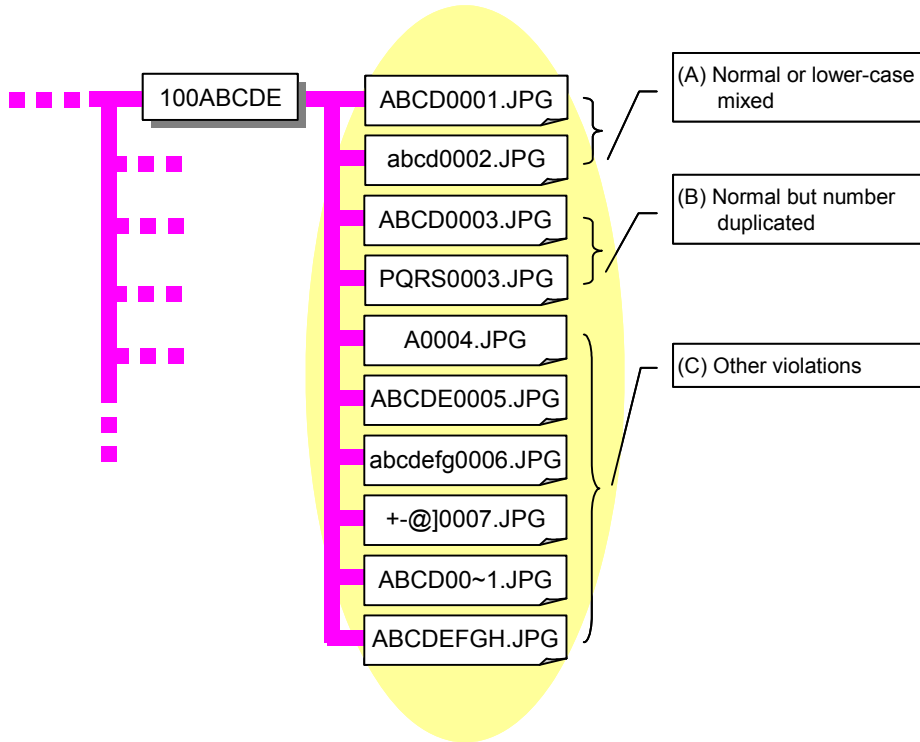 100ABCDE
ABCD0001.JPG
abcd0002.JPG
ABCD0003.JPG
PQRS0003.JPG
A0004.JPG
ABCDE0005.JPG
abcdefg0006.JPG
+-@]0007.JPG
ABCD00~1.JPG
ABCDEFGH.JPG
(A) Normal or lower-case
mixed
(B) Normal but number
duplicated
(C) Other violations